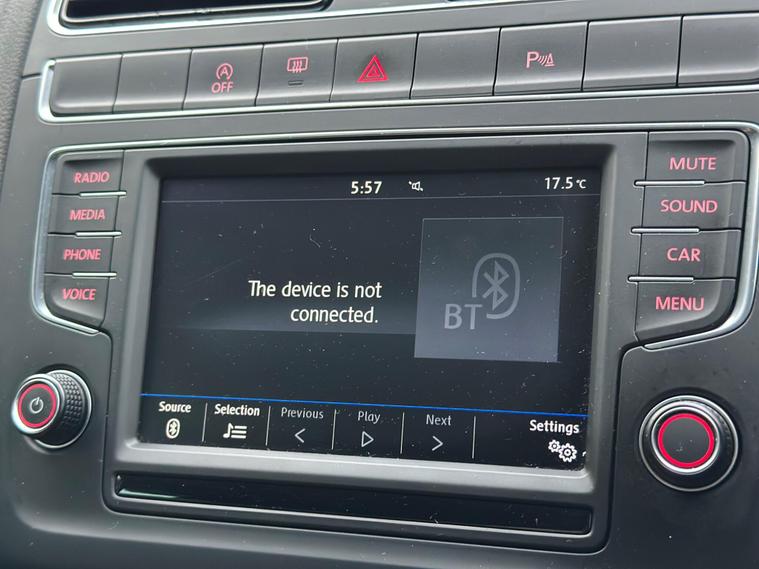 OFF
P
5:57
17.5°C
RADIO
MEDIA
PHONE
VOICE
The device is not
connected.
BT
MUTE
SOUND
CAR
MENU
Source
Selection
Previous
Play
Next
Settings